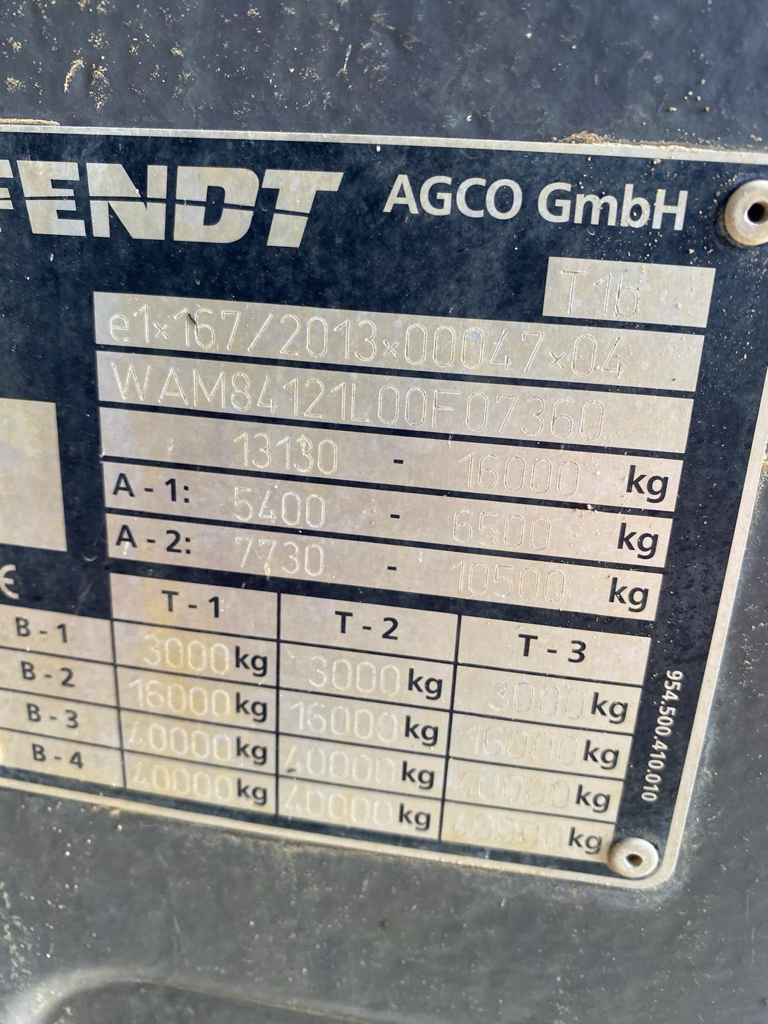 FENDT AGCO GmbH
T1b
e1×167/2013×00047×04
WAM84121L00F07360
13130 - 16000 kg
A - 1: 5400 - 6500 kg
A - 2: 7730 - 10500 kg
T - 1 T - 2 T - 3
B - 1 3000 kg 3000 kg 3000 kg
B - 2 16000 kg 16000 kg 16000 kg
B - 3 40000 kg 40000 kg 40000 kg
B - 4 40000 kg 40000 kg 40000 kg
954.500.410.010